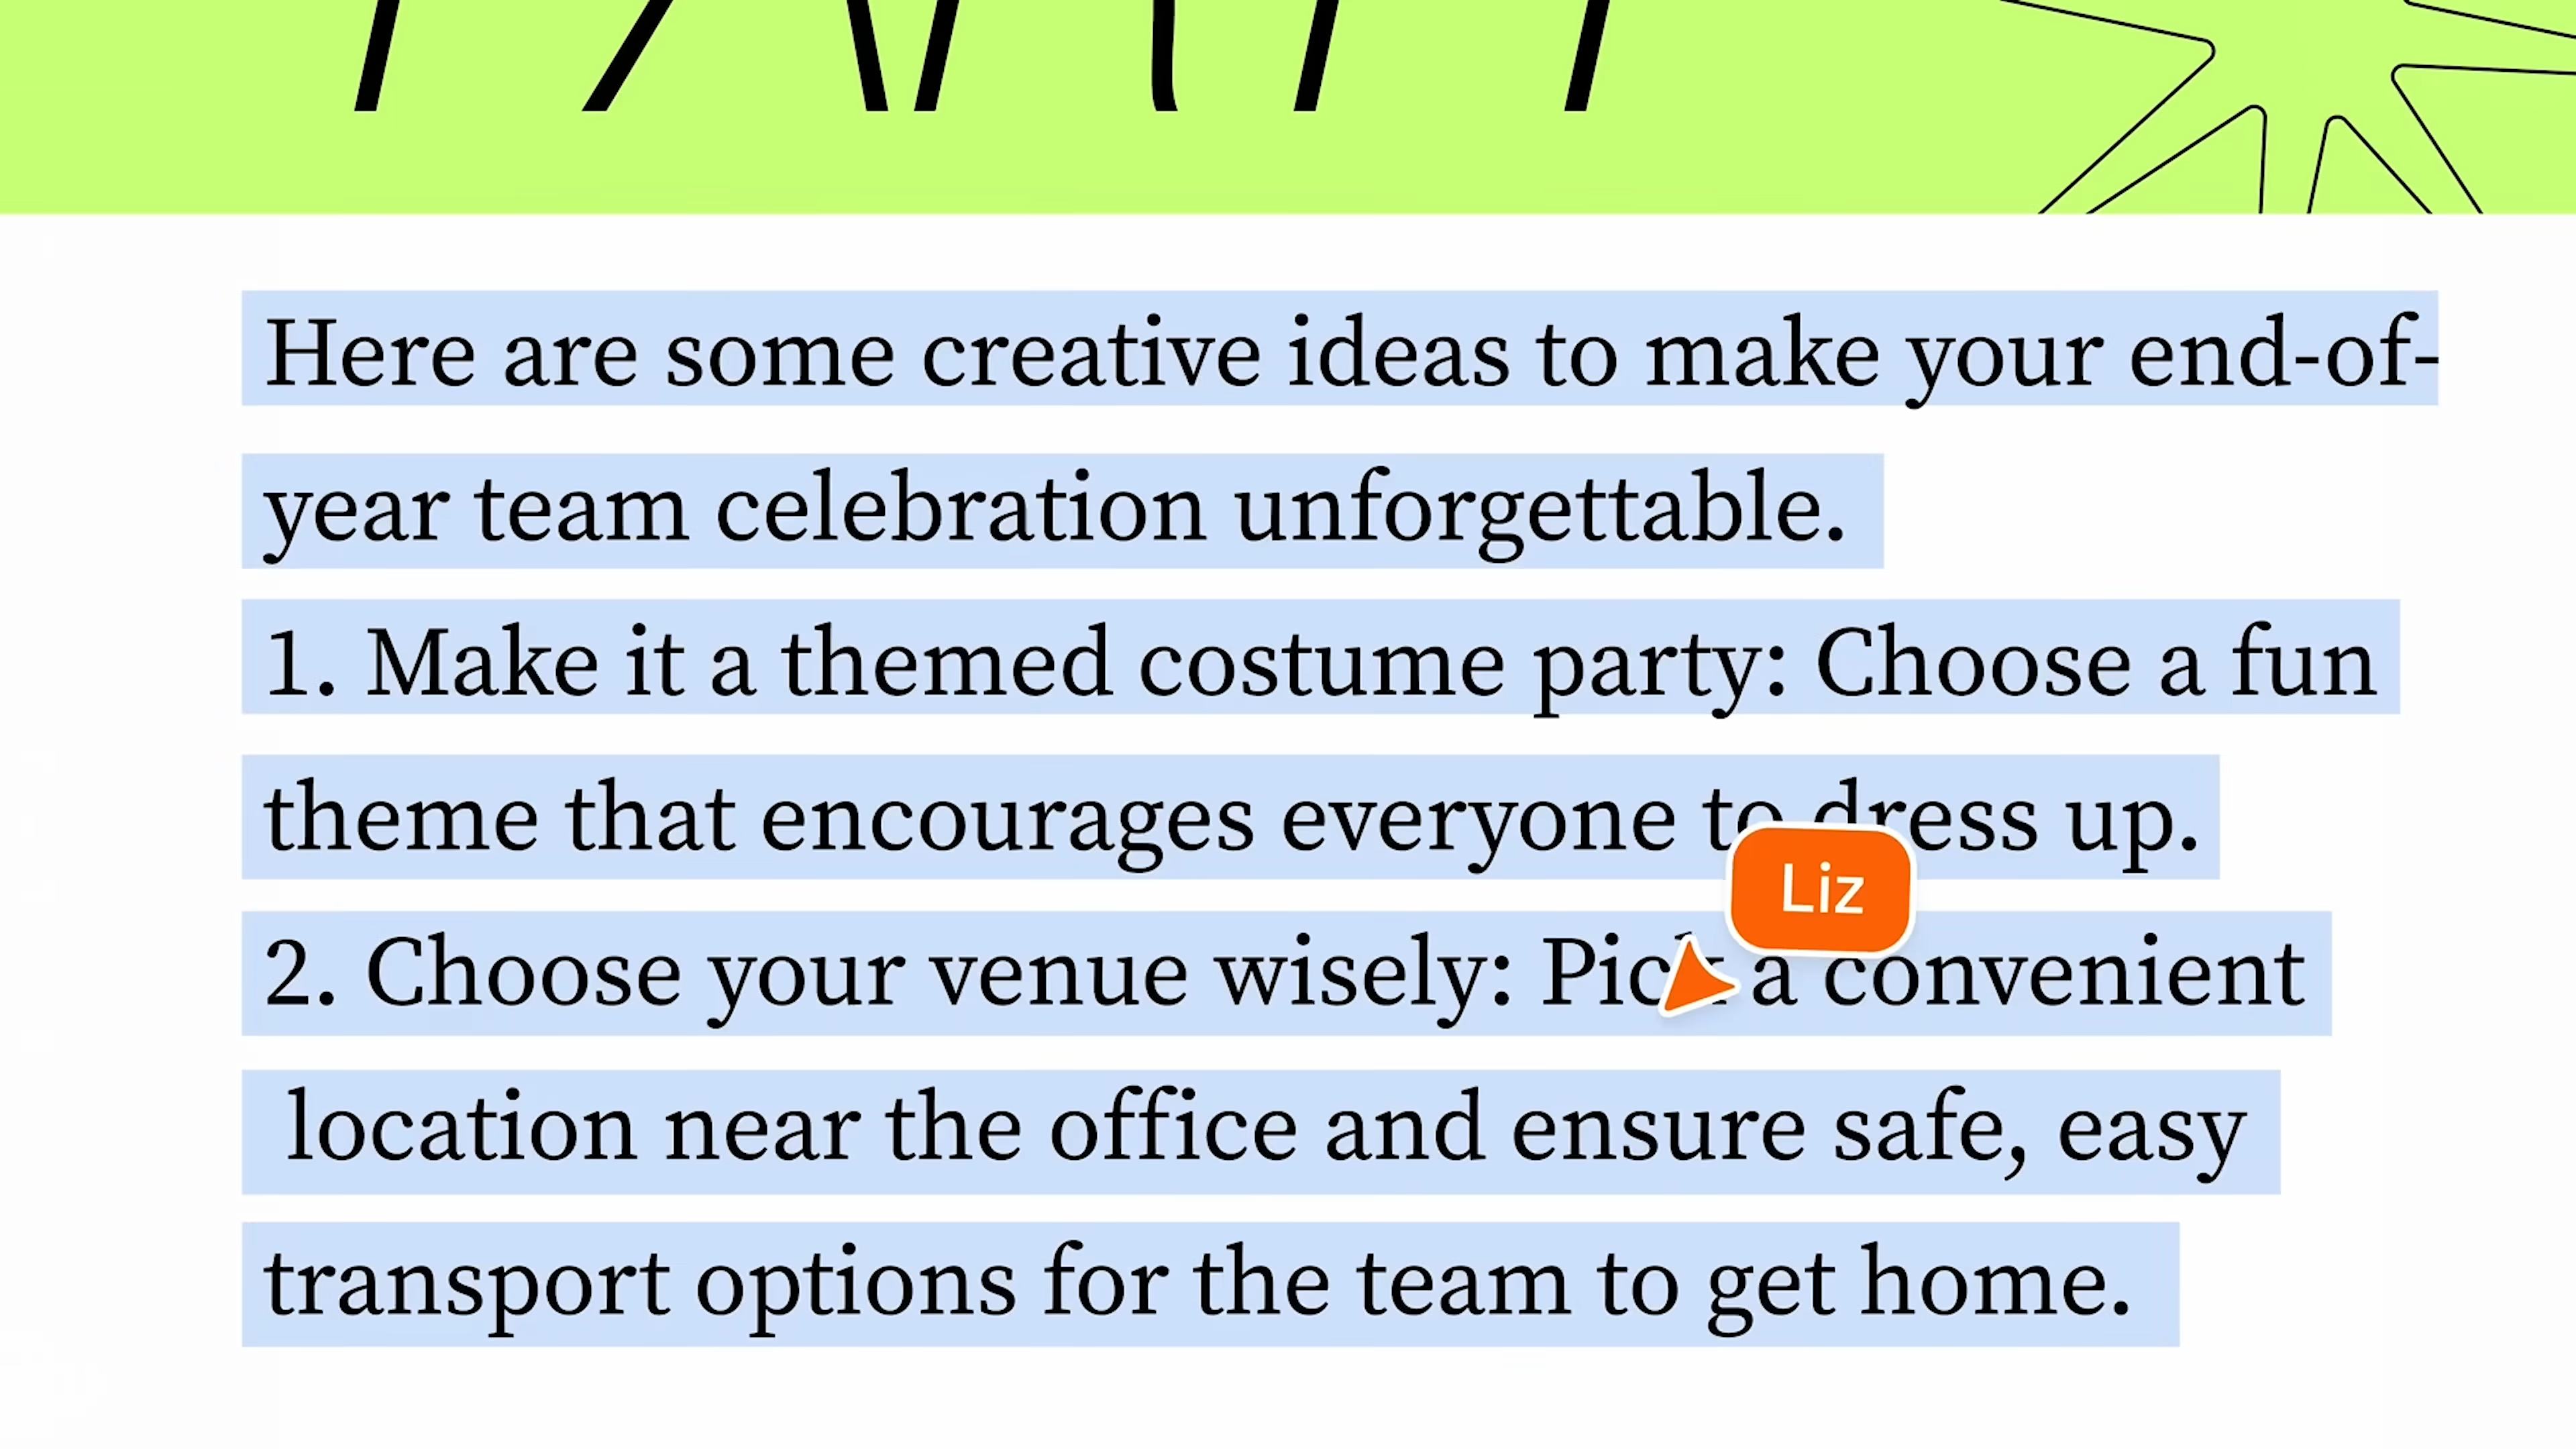 Here are some creative ideas to make your end-of-
year team celebration unforgettable.
1. Make it a themed costume party: Choose a fun
theme that encourages everyone to dress up.
Liz
2. Choose your venue wisely: Pick a convenient
location near the office and ensure safe, easy
transport options for the team to get home.